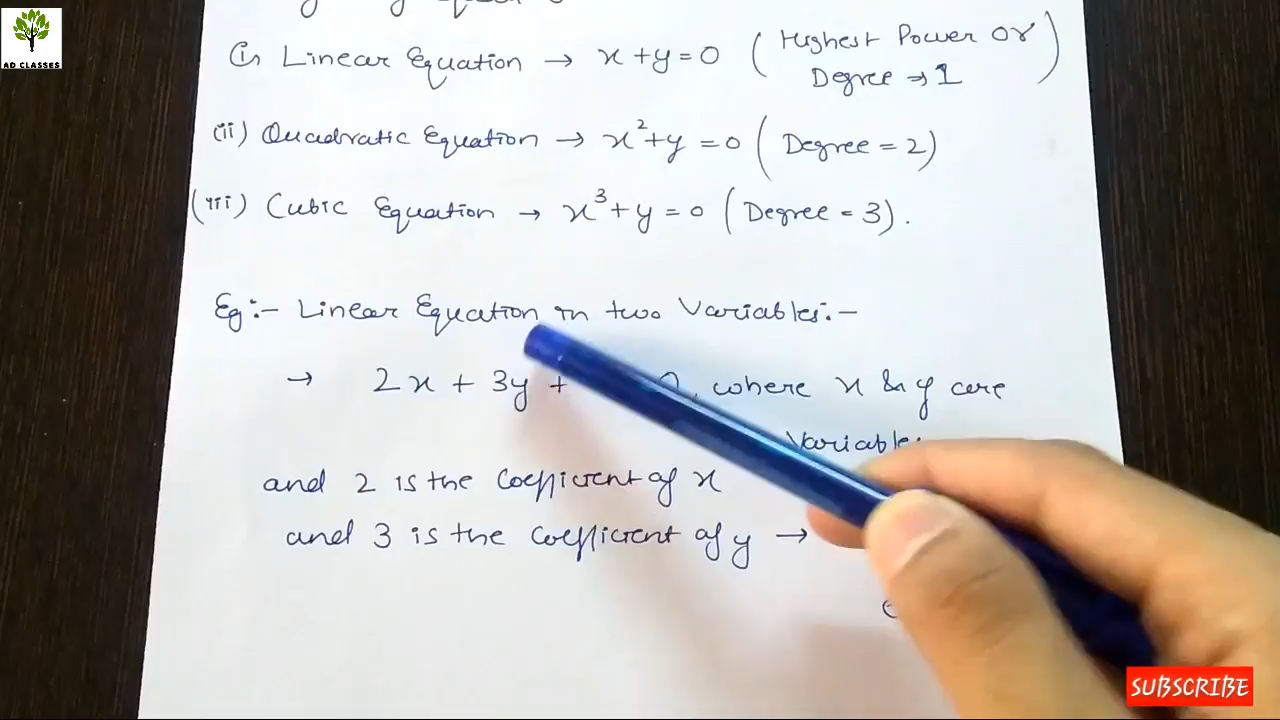 AD CLASSES
(i) Linear Equation → x + y = 0 (Highest Power or
Degree ⇒ 1)
(ii) Quadratic Equation → x² + y = 0 (Degree = 2)
(iii) Cubic Equation → x³ + y = 0 (Degree = 3).
Eg:- Linear Equation in two Variables:-
→ 2x + 3y + 0, where x & y are
Variable
and 2 is the coefficient of x
and 3 is the coefficient of y →
SUBSCRIBE